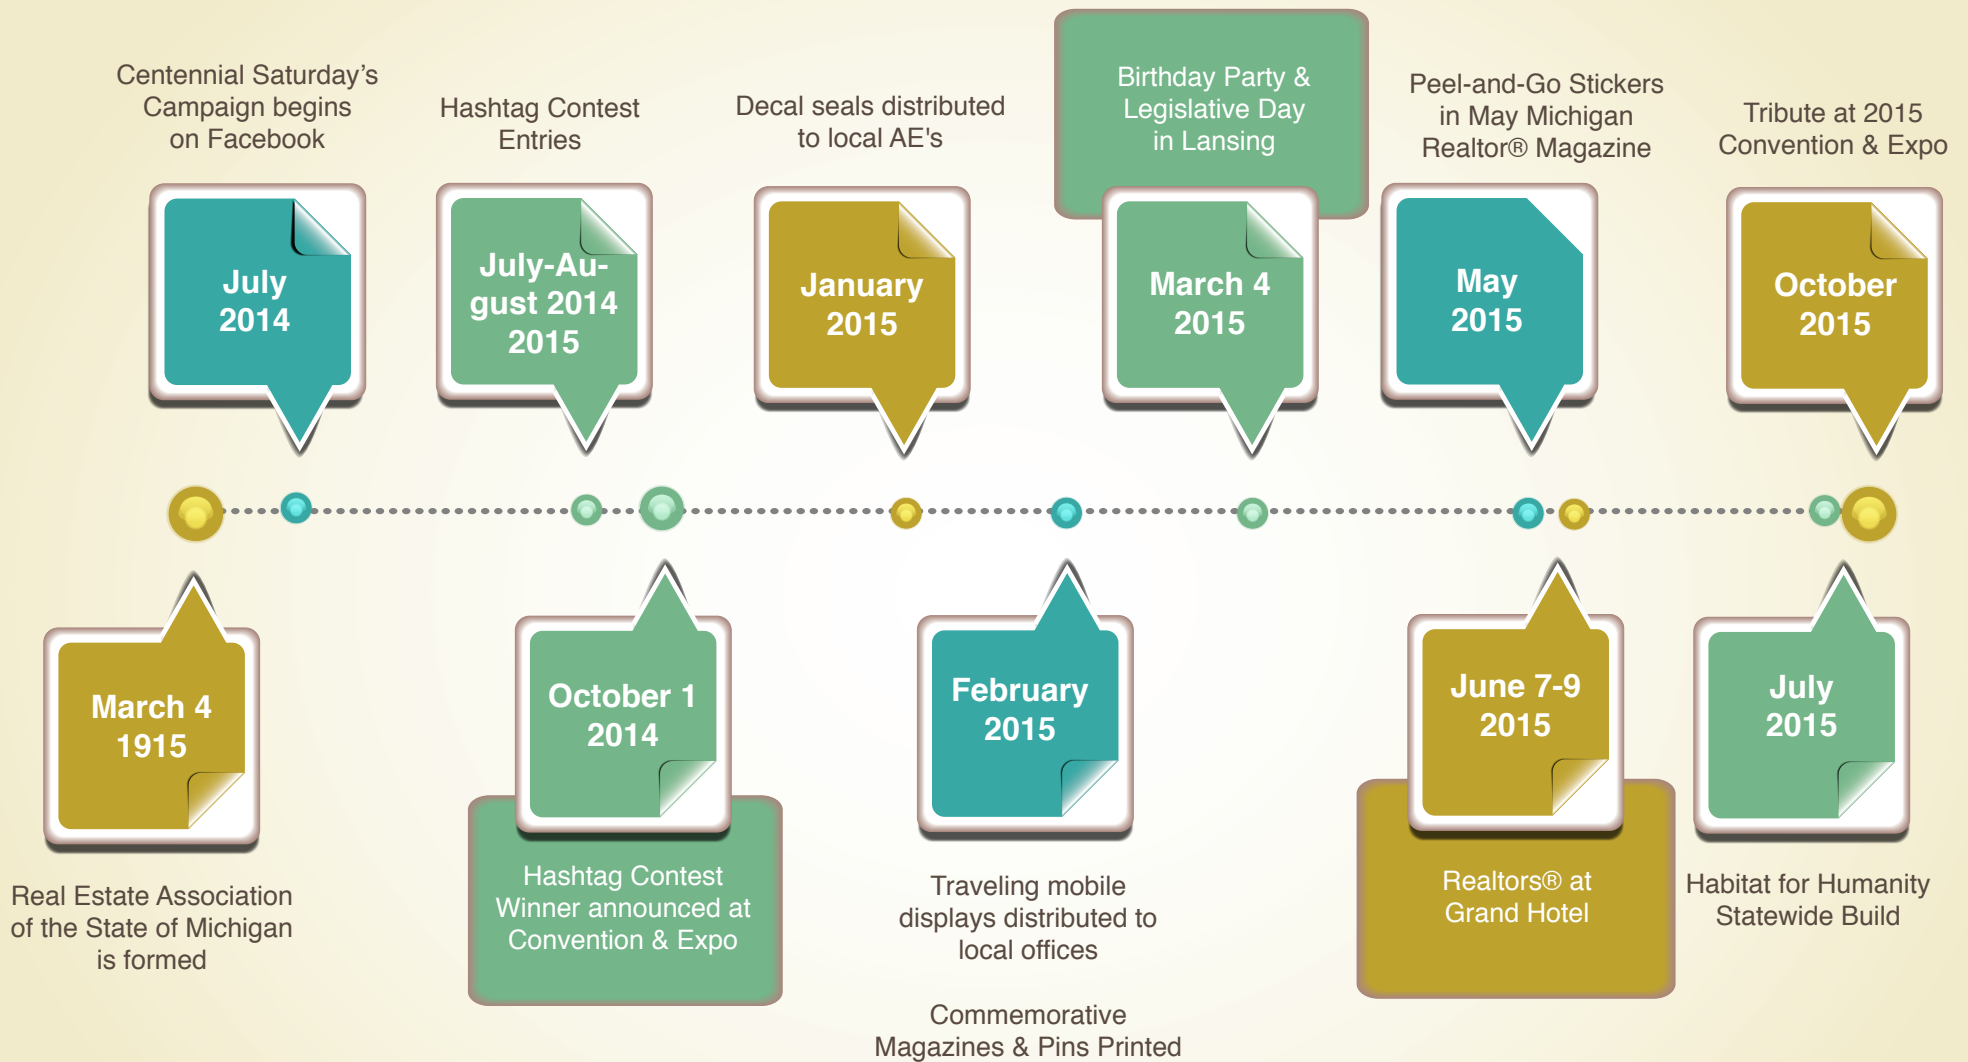 Centennial Saturday's
Campaign begins
on Facebook
July
2014
Hashtag Contest
Entries
July-Au-
gust 2014
2015
Decal seals distributed
to local AE's
January
2015
Birthday Party &
Legislative Day
in Lansing
March 4
2015
Peel-and-Go Stickers
in May Michigan
Realtor® Magazine
May
2015
Tribute at 2015
Convention & Expo
October
2015
March 4
1915
Real Estate Association
of the State of Michigan
is formed
October 1
2014
Hashtag Contest
Winner announced at
Convention & Expo
February
2015
Traveling mobile
displays distributed to
local offices
Commemorative
Magazines & Pins Printed
June 7-9
2015
Realtors® at
Grand Hotel
July
2015
Habitat for Humanity
Statewide Build